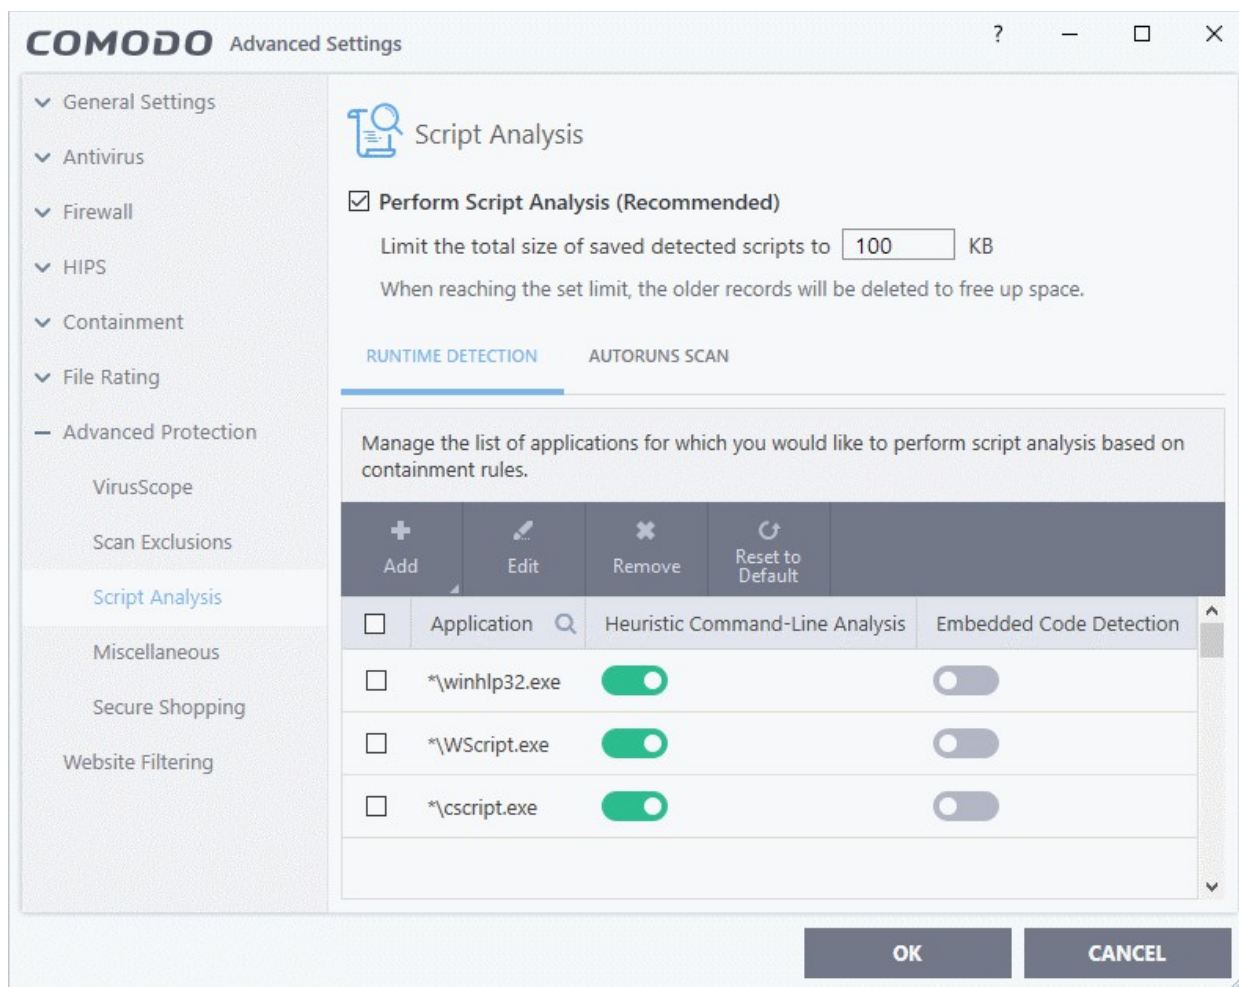 COMODO Advanced Settings ?
General Settings
Antivirus
Firewall
HIPS
Containment
File Rating
Advanced Protection
VirusScope
Scan Exclusions
Script Analysis
Miscellaneous
Secure Shopping
Website Filtering
Script Analysis
Perform Script Analysis (Recommended)
Limit the total size of saved detected scripts to 100 KB
When reaching the set limit, the older records will be deleted to free up space.
RUNTIME DETECTION AUTORUNS SCAN
Manage the list of applications for which you would like to perform script analysis based on
containment rules.
Add Edit Remove Reset to
Default
Application Heuristic Command-Line Analysis Embedded Code Detection
*\winhlp32.exe
*\WScript.exe
*\cscript.exe
OK CANCEL